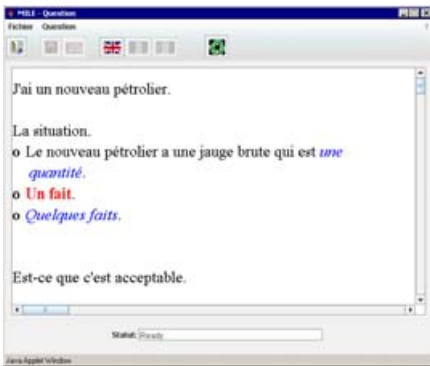 MILE - Question
Fichier Question
J'ai un nouveau pétrolier.
La situation.
o Le nouveau pétrolier a une jauge brute qui est une
quantité.
o Un fait.
o Quelques faits.
Est-ce que c'est acceptable.
Statut: Ready
Java Applet Window